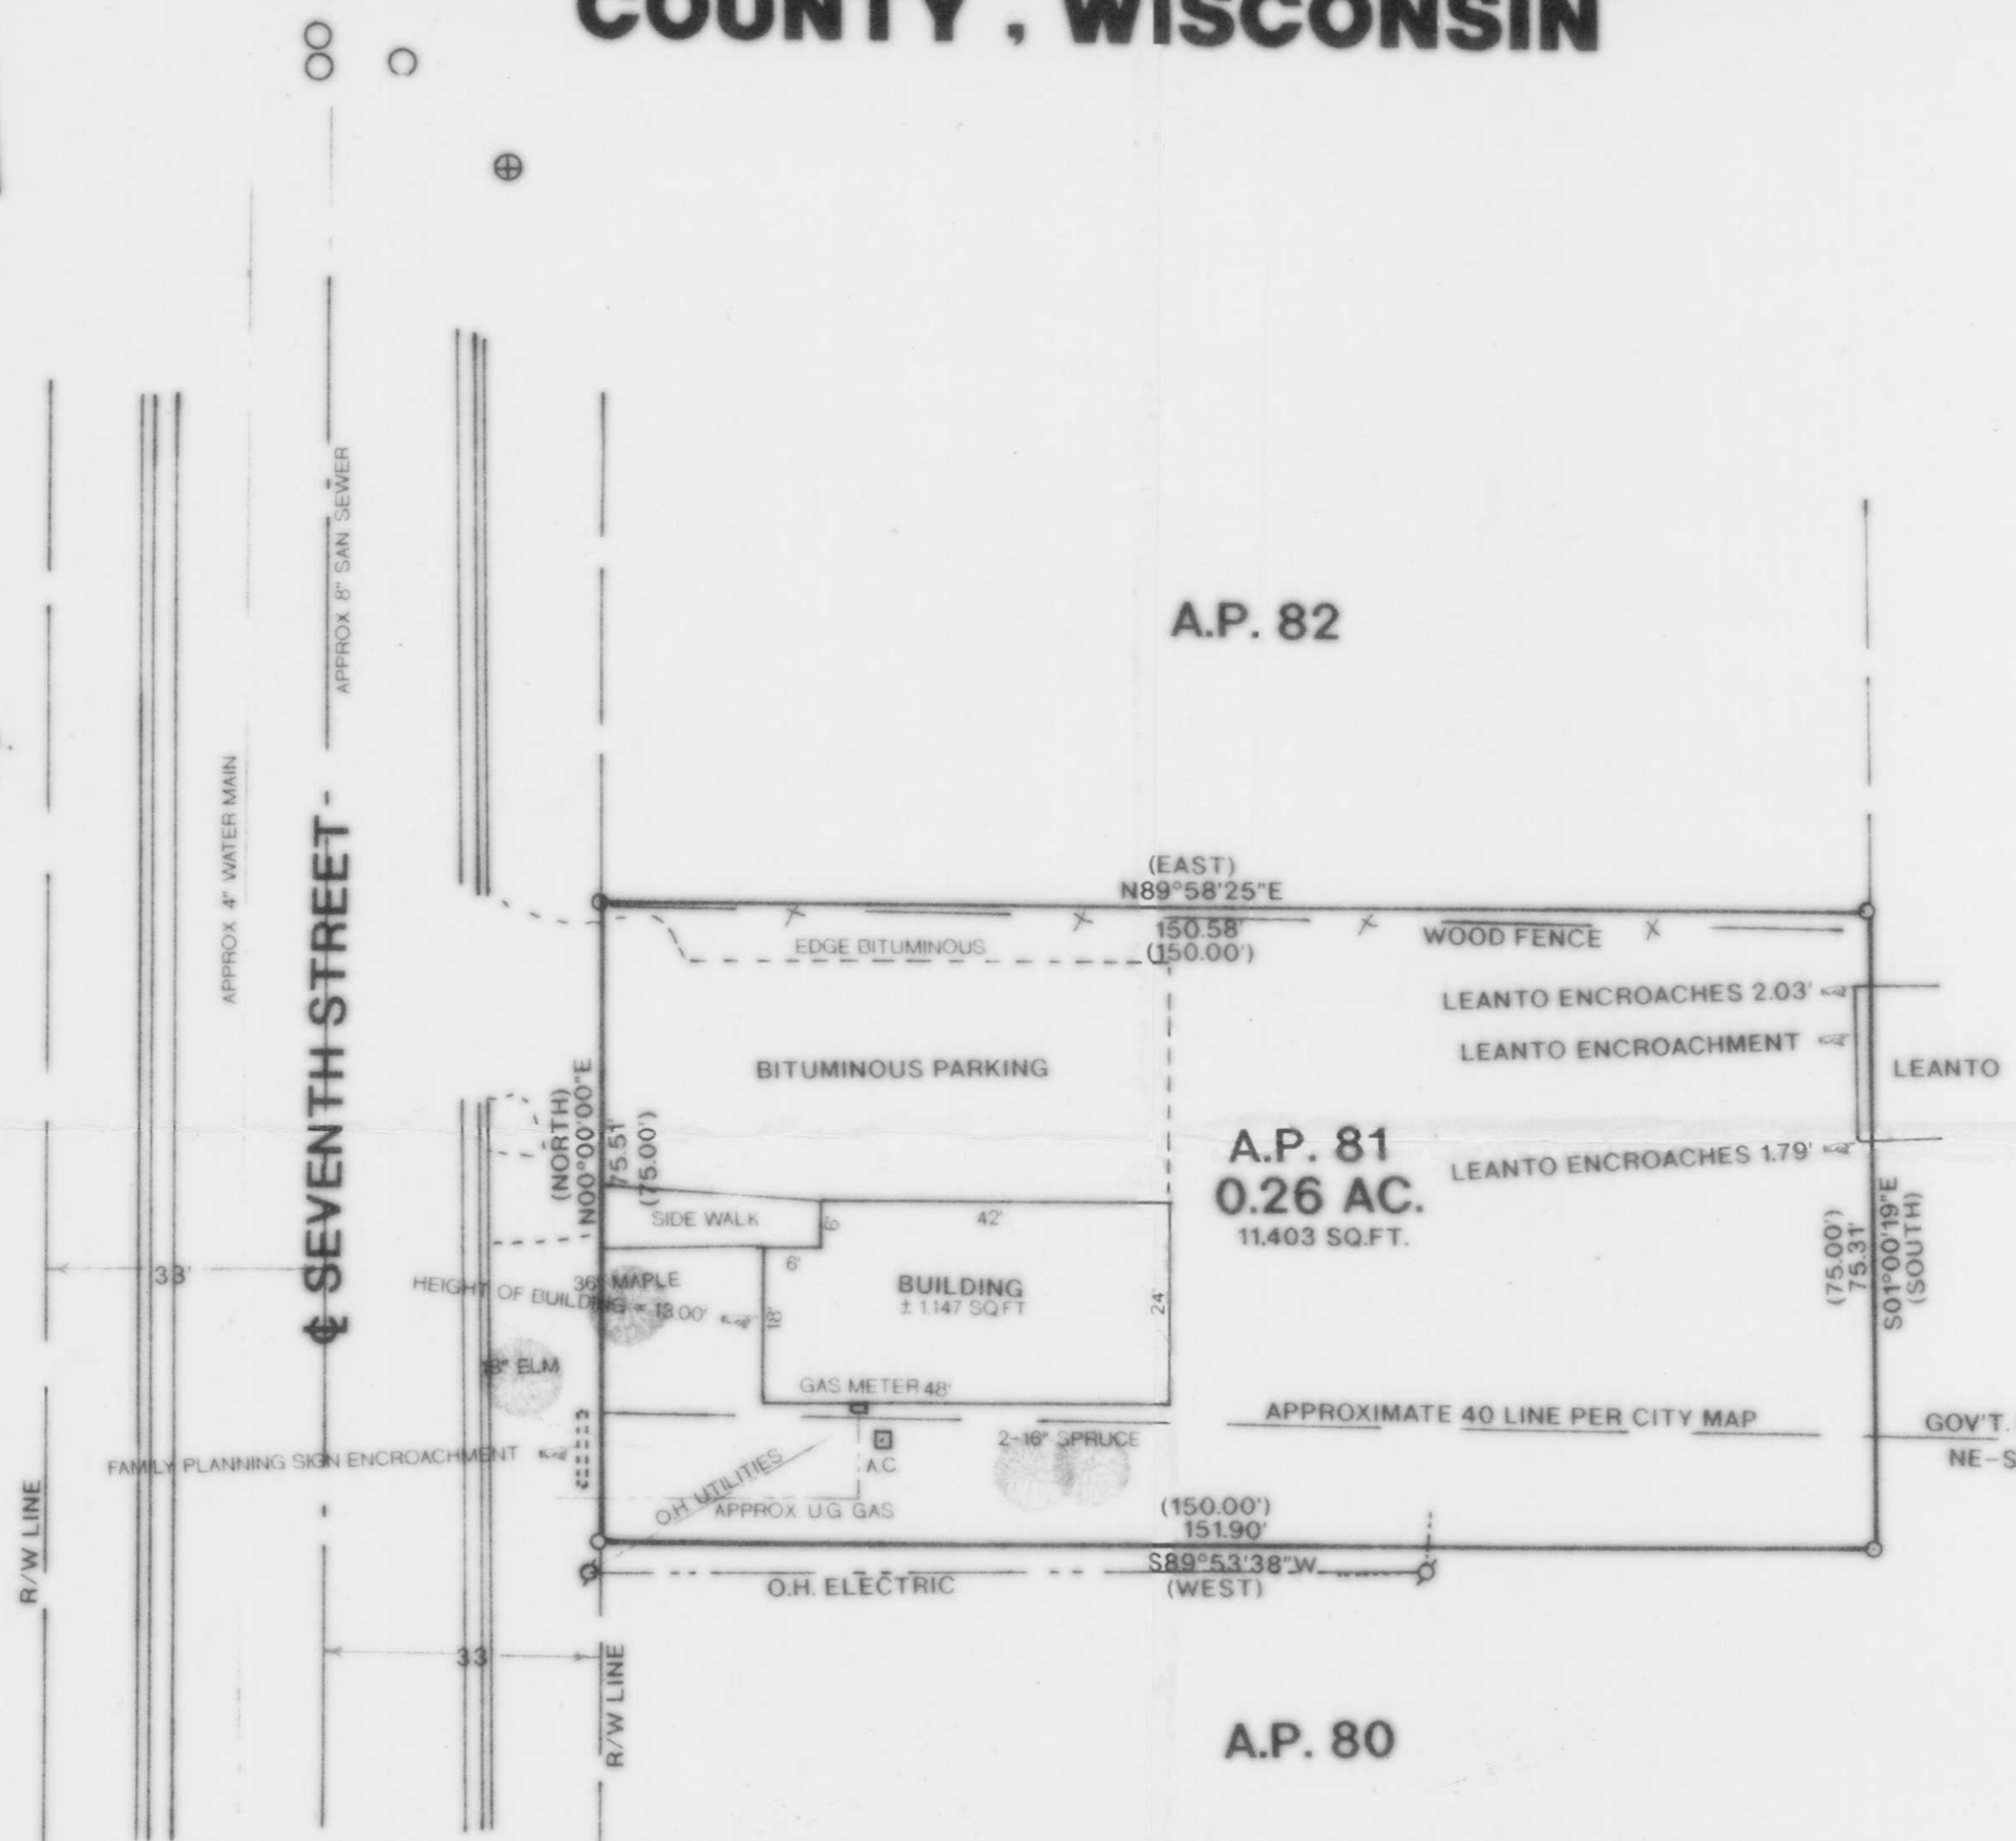 COUNTY, WISCONSIN
APPROX 8" SAN SEWER
APPROX 4" WATER MAIN
℄ SEVENTH STREET
A.P. 82
(EAST)
N89°58'25"E
150.58'
(150.00')
WOOD FENCE
EDGE BITUMINOUS
LEANTO ENCROACHES 2.03'
LEANTO ENCROACHMENT
LEANTO
LEANTO ENCROACHES 1.79'
BITUMINOUS PARKING
(NORTH)
N00°00'00"E
75.51'
(75.00')
A.P. 81
0.26 AC.
11,403 SQ.FT.
SIDE WALK
6'
42'
6'
(75.00')
75.31'
S01°00'19"E
(SOUTH)
33'
36" MAPLE
HEIGHT OF BUILDING = 13.00'
18'
BUILDING
± 1,147 SQ FT
24'
18" ELM
GAS METER
48'
APPROXIMATE 40 LINE PER CITY MAP
GOV'T.
NE-S
FAMILY PLANNING SIGN ENCROACHMENT
2-16" SPRUCE
A.C.
O.H. UTILITIES
APPROX U.G. GAS
(150.00')
151.90'
S89°53'38"W
(WEST)
O.H. ELECTRIC
R/W LINE
33'
R/W LINE
A.P. 80